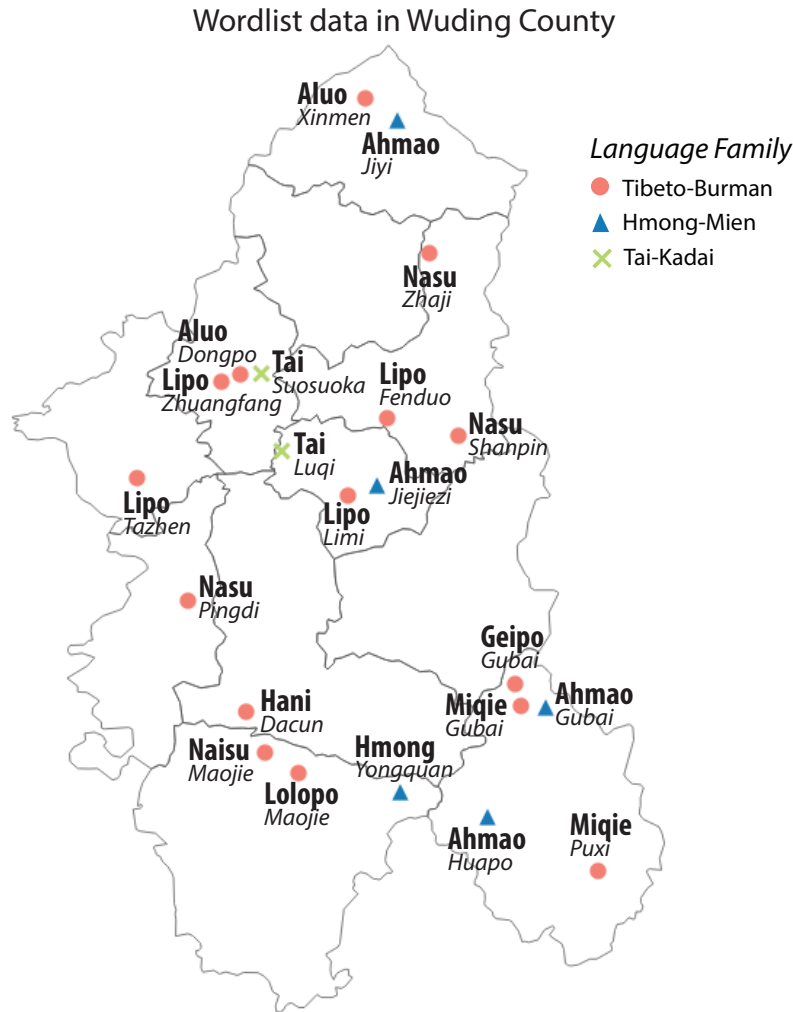 Wordlist data in Wuding County
Aluo
Xinmen
Ahmao
Jiyi
Language Family
Tibeto-Burman
Hmong-Mien
Tai-Kadai
Nasu
Zhaji
Aluo
Dongpo
Tai
Suosuoka
Lipo
Zhuangfang
Lipo
Fenduo
Nasu
Shanpin
Tai
Luqi
Ahmao
Jiejiezi
Lipo
Limi
Lipo
Tazhen
Nasu
Pingdi
Geipo
Gubai
Miqie
Gubai
Ahmao
Gubai
Hani
Dacun
Naisu
Maojie
Lolopo
Maojie
Hmong
Yongquan
Ahmao
Huapo
Miqie
Puxi